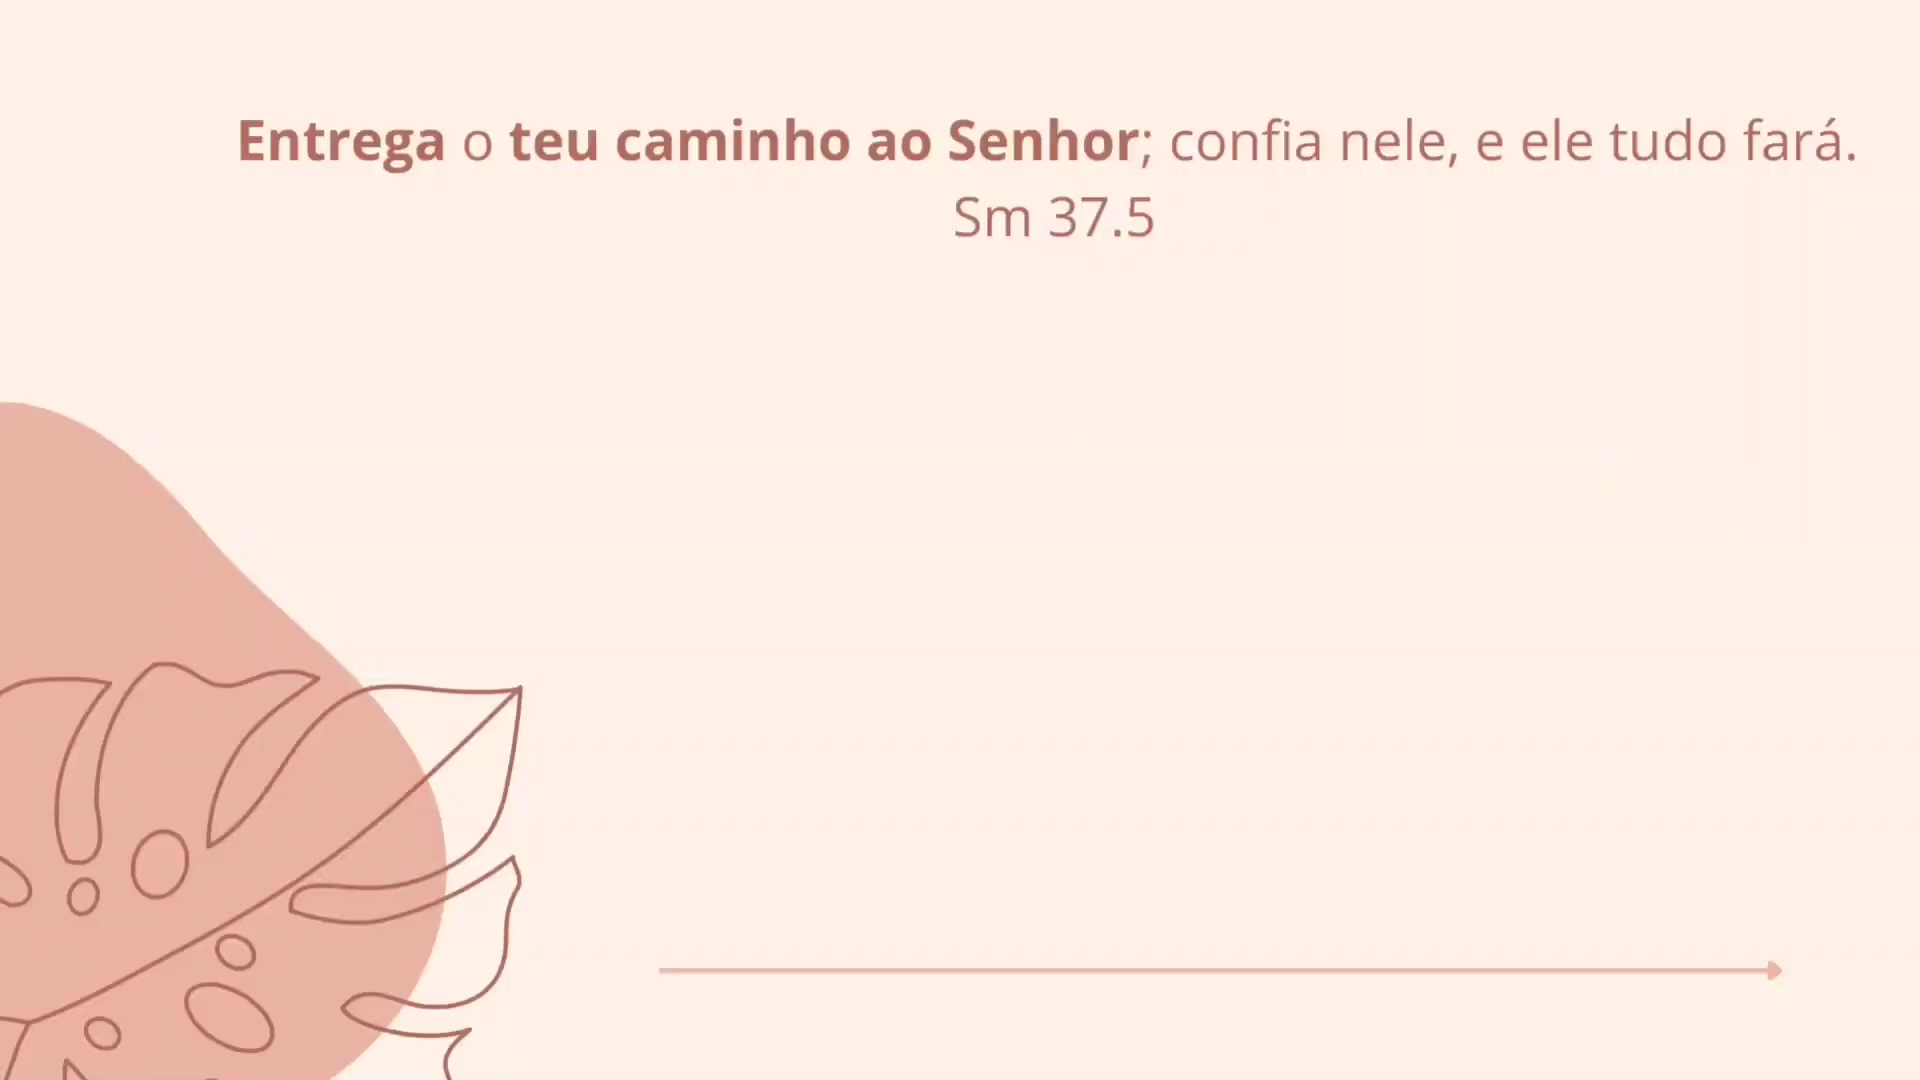 Entrega o teu caminho ao Senhor; confia nele, e ele tudo fará.
Sm 37.5